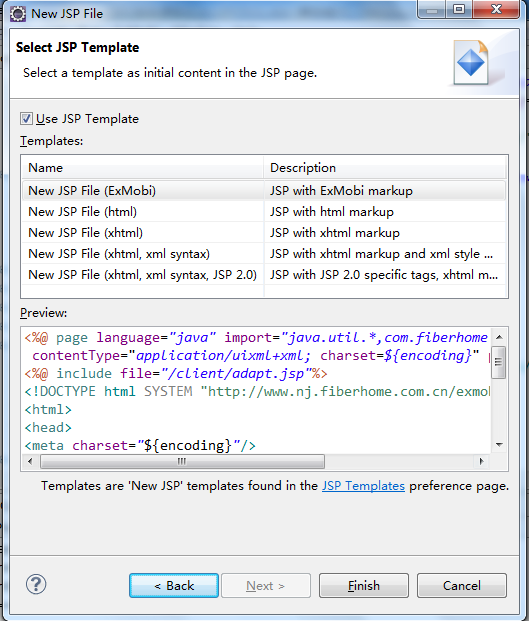 New JSP File
Select JSP Template
Select a template as initial content in the JSP page.
Use JSP Template
Templates:
Name Description
New JSP File (ExMobi) JSP with ExMobi markup
New JSP File (html) JSP with html markup
New JSP File (xhtml) JSP with xhtml markup
New JSP File (xhtml, xml syntax) JSP with xhtml markup and xml style ...
New JSP File (xhtml, xml syntax, JSP 2.0) JSP with JSP 2.0 specific tags, xhtml m...
Preview:
<%@ page language="java" import="java.util.*,com.fiberhome
contentType="application/uixml+xml; charset=${encoding}"
<%@ include file="/client/adapt.jsp"%>
<!DOCTYPE html SYSTEM "http://www.nj.fiberhome.com.cn/exmob
<html>
<head>
<meta charset="${encoding}"/>
Templates are 'New JSP' templates found in the JSP Templates preference page.
? < Back Next > Finish Cancel